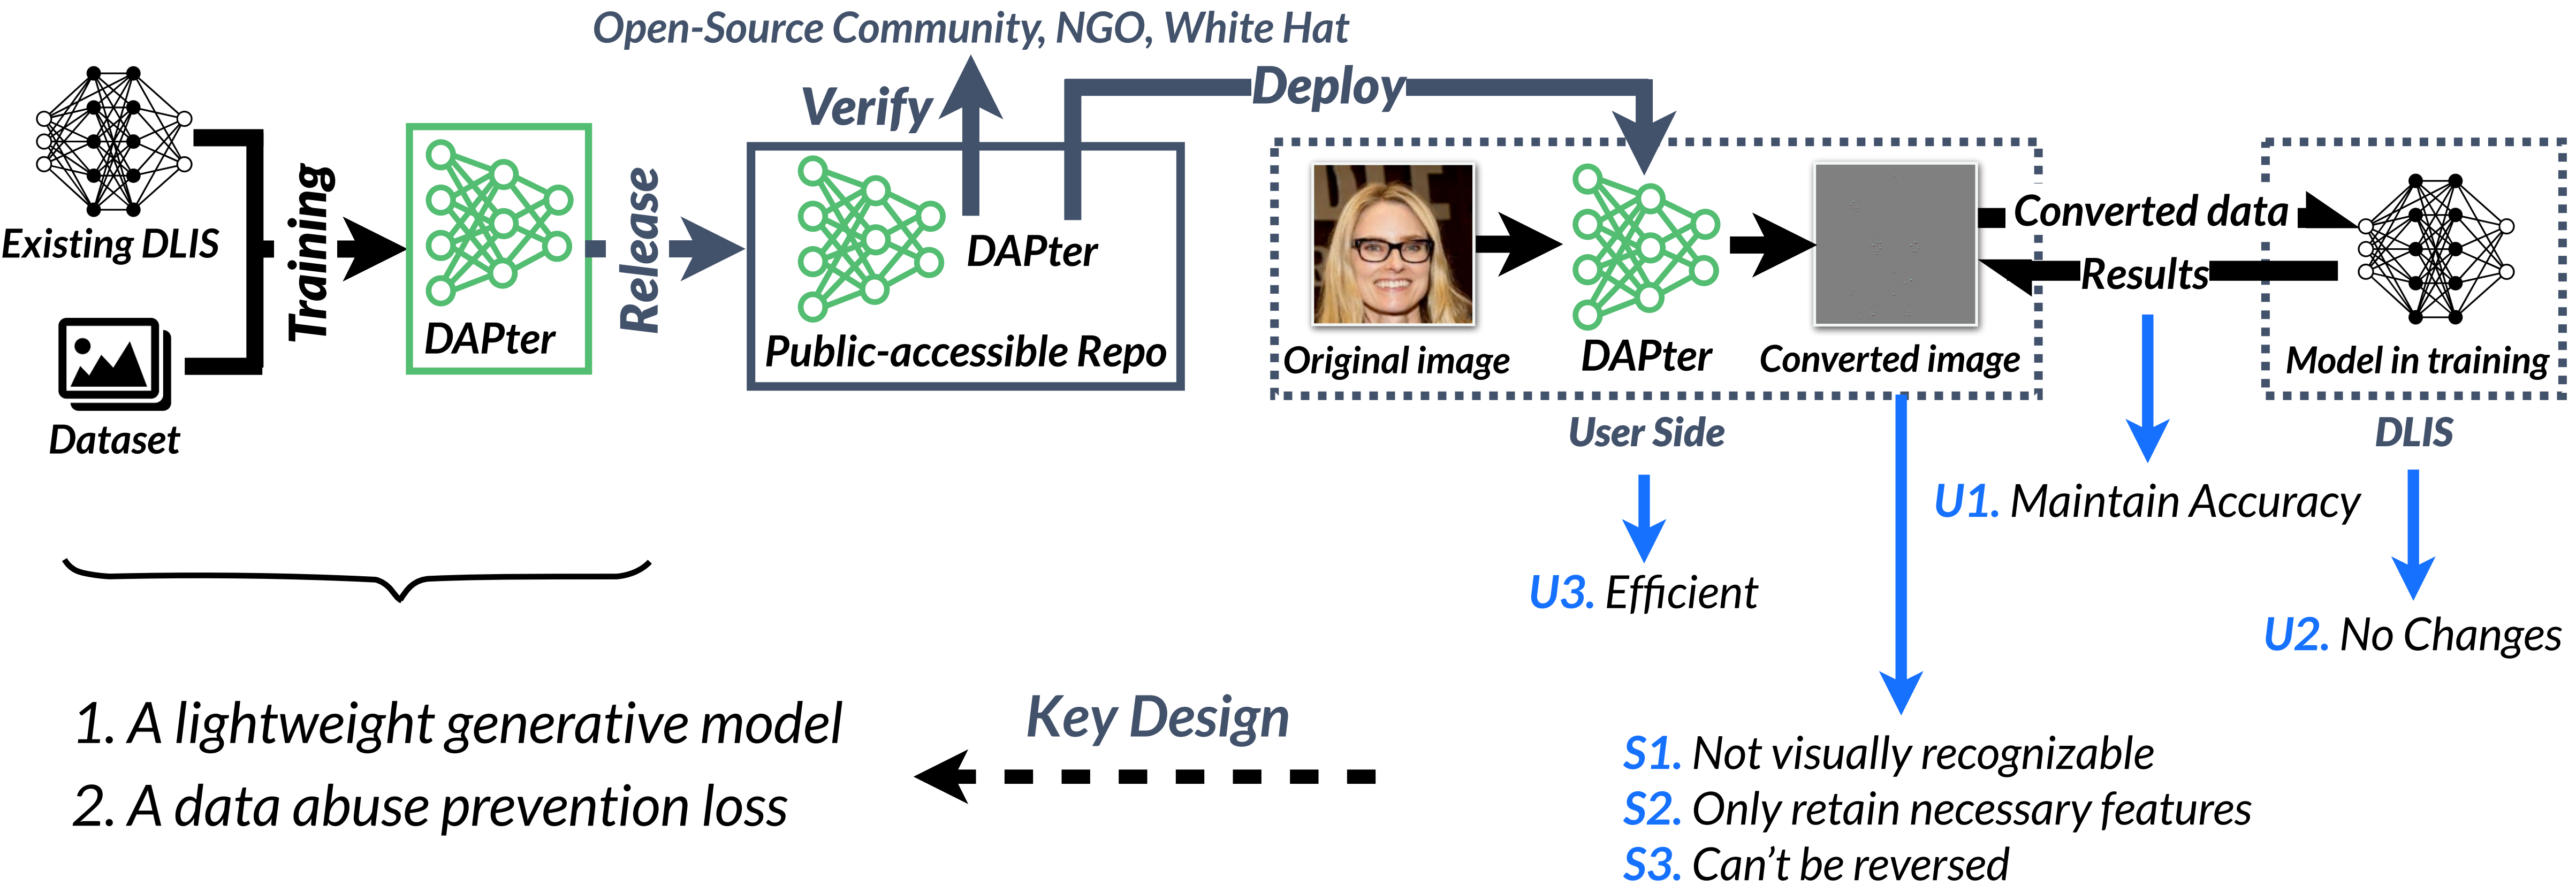 Open-Source Community, NGO, White Hat
Verify
Deploy
Existing DLIS
Dataset
Training
DAPter
Release
DAPter
Public-accessible Repo
Original image
DAPter
Converted image
Converted data
Results
Model in training
User Side
DLIS
U1. Maintain Accuracy
U3. Efficient
U2. No Changes
Key Design
1. A lightweight generative model
2. A data abuse prevention loss
S1. Not visually recognizable
S2. Only retain necessary features
S3. Can't be reversed